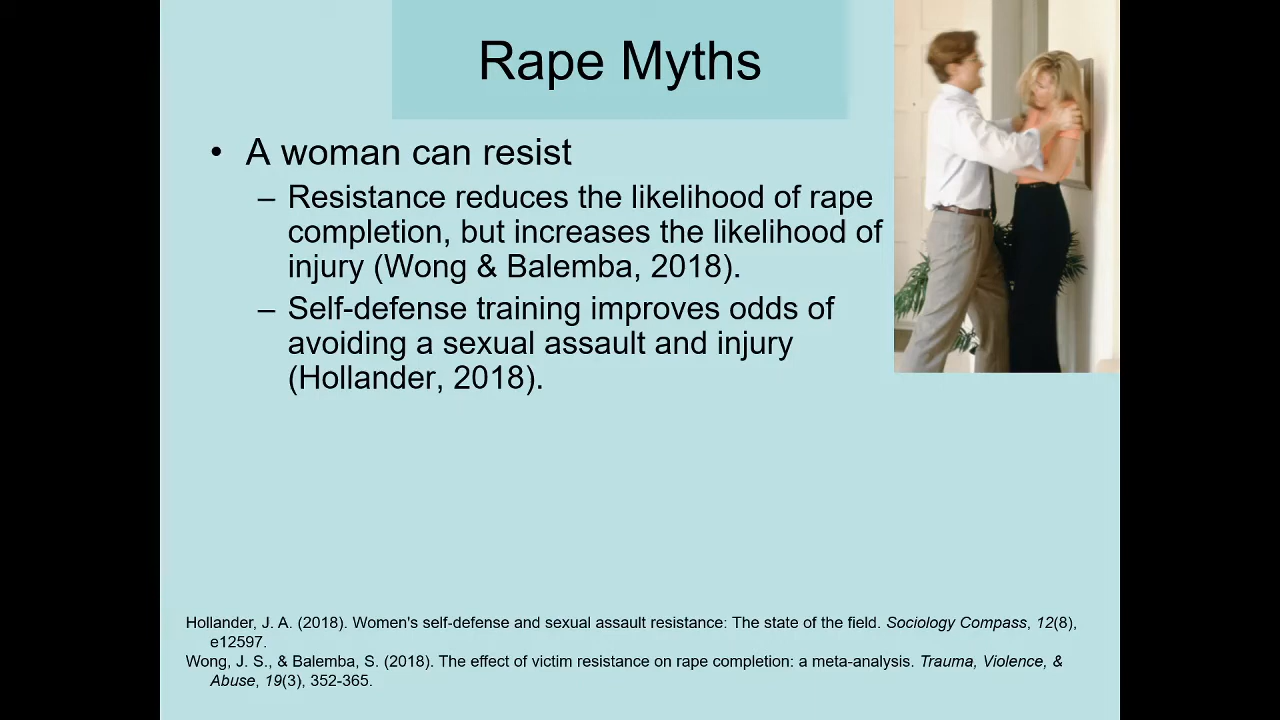 Rape Myths
• A woman can resist
– Resistance reduces the likelihood of rape
completion, but increases the likelihood of
injury (Wong & Balemba, 2018).
– Self-defense training improves odds of
avoiding a sexual assault and injury
(Hollander, 2018).
Hollander, J. A. (2018). Women's self-defense and sexual assault resistance: The state of the field. Sociology Compass, 12(8),
e12597.
Wong, J. S., & Balemba, S. (2018). The effect of victim resistance on rape completion: a meta-analysis. Trauma, Violence, &
Abuse, 19(3), 352-365.